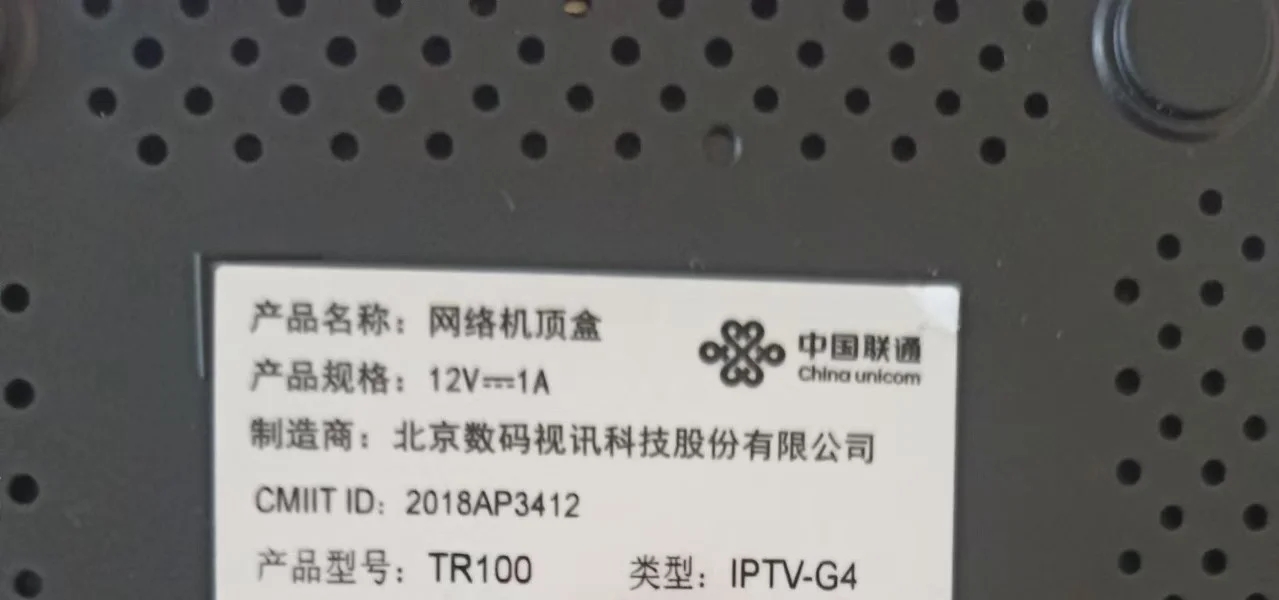 产品名称：网络机顶盒
中国联通
China unicom
产品规格：12V⎓1A
制造商：北京数码视讯科技股份有限公司
CMIIT ID：2018AP3412
产品型号：TR100 类型：IPTV-G4